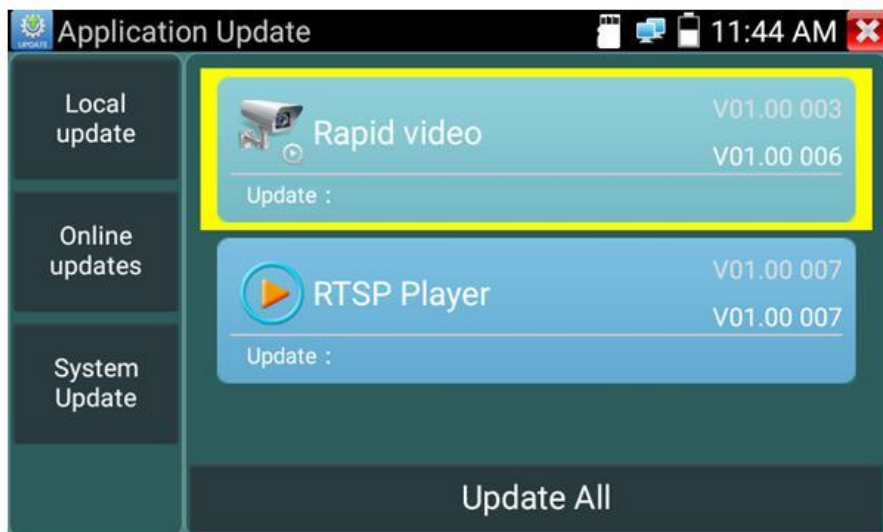 UPDATE
Application Update
11:44 AM
Local
update
Online
updates
System
Update
Rapid video
V01.00 003
V01.00 006
Update :
RTSP Player
V01.00 007
V01.00 007
Update :
Update All